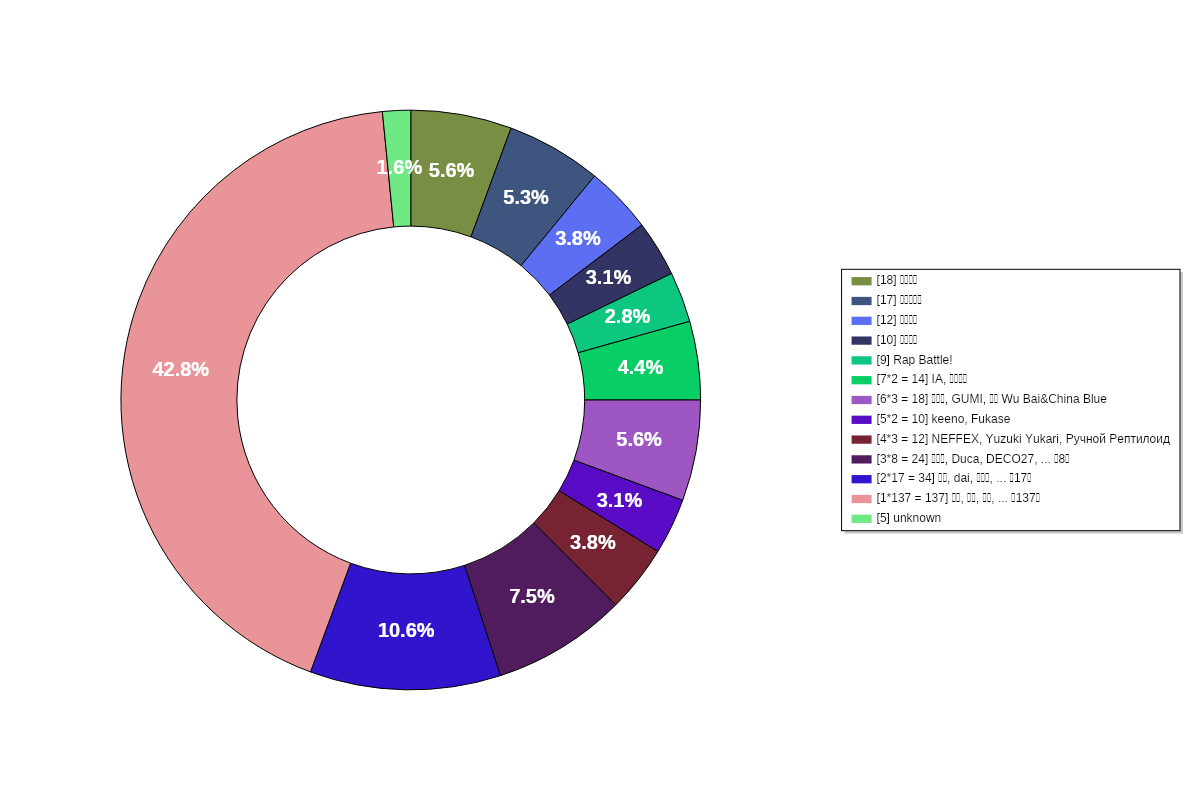 1.6%
5.6%
5.3%
3.8%
3.1%
2.8%
4.4%
42.8%
5.6%
3.1%
3.8%
7.5%
10.6%
[18]
[17]
[12]
[10]
[9] Rap Battle!
[7*2 = 14] IA,
[6*3 = 18] , GUMI, Wu Bai&China Blue
[5*2 = 10] keeno, Fukase
[4*3 = 12] NEFFEX, Yuzuki Yukari, Ручной Рептилоид
[3*8 = 24] , Duca, DECO27, ... 8
[2*17 = 34] , dai, , ... 17
[1*137 = 137] , , , ... 137
[5] unknown